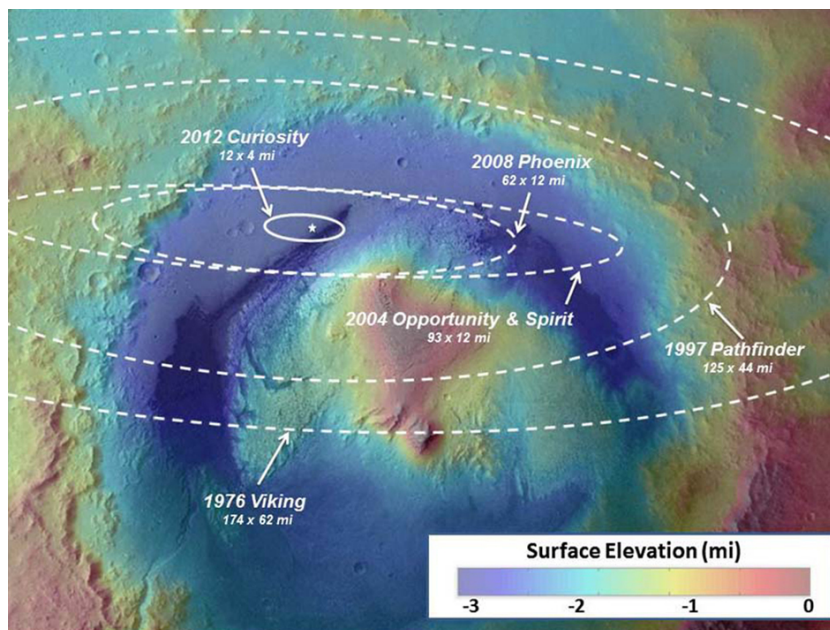 2012 Curiosity
12 x 4 mi
2008 Phoenix
62 x 12 mi
2004 Opportunity & Spirit
93 x 12 mi
1997 Pathfinder
125 x 44 mi
1976 Viking
174 x 62 mi
Surface Elevation (mi)
-3 -2 -1 0